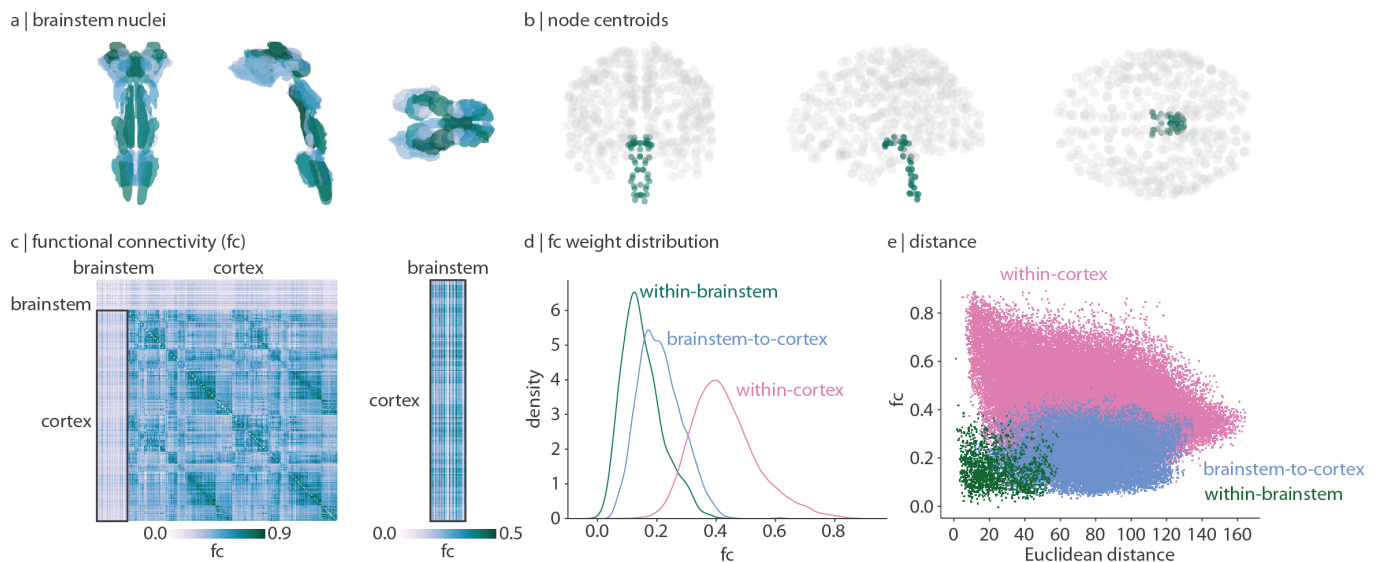 a | brainstem nuclei
b | node centroids
c | functional connectivity (fc)
brainstem cortex
brainstem
cortex
0.0 0.9
fc
brainstem
cortex
0.0 0.5
fc
d | fc weight distribution
within-brainstem
brainstem-to-cortex
within-cortex
density
6
5
4
3
2
1
0
0.0 0.2 0.4 0.6 0.8
fc
e | distance
within-cortex
fc
0.8
0.6
0.4
0.2
0.0
brainstem-to-cortex
within-brainstem
0 20 40 60 80 100 120 140 160
Euclidean distance